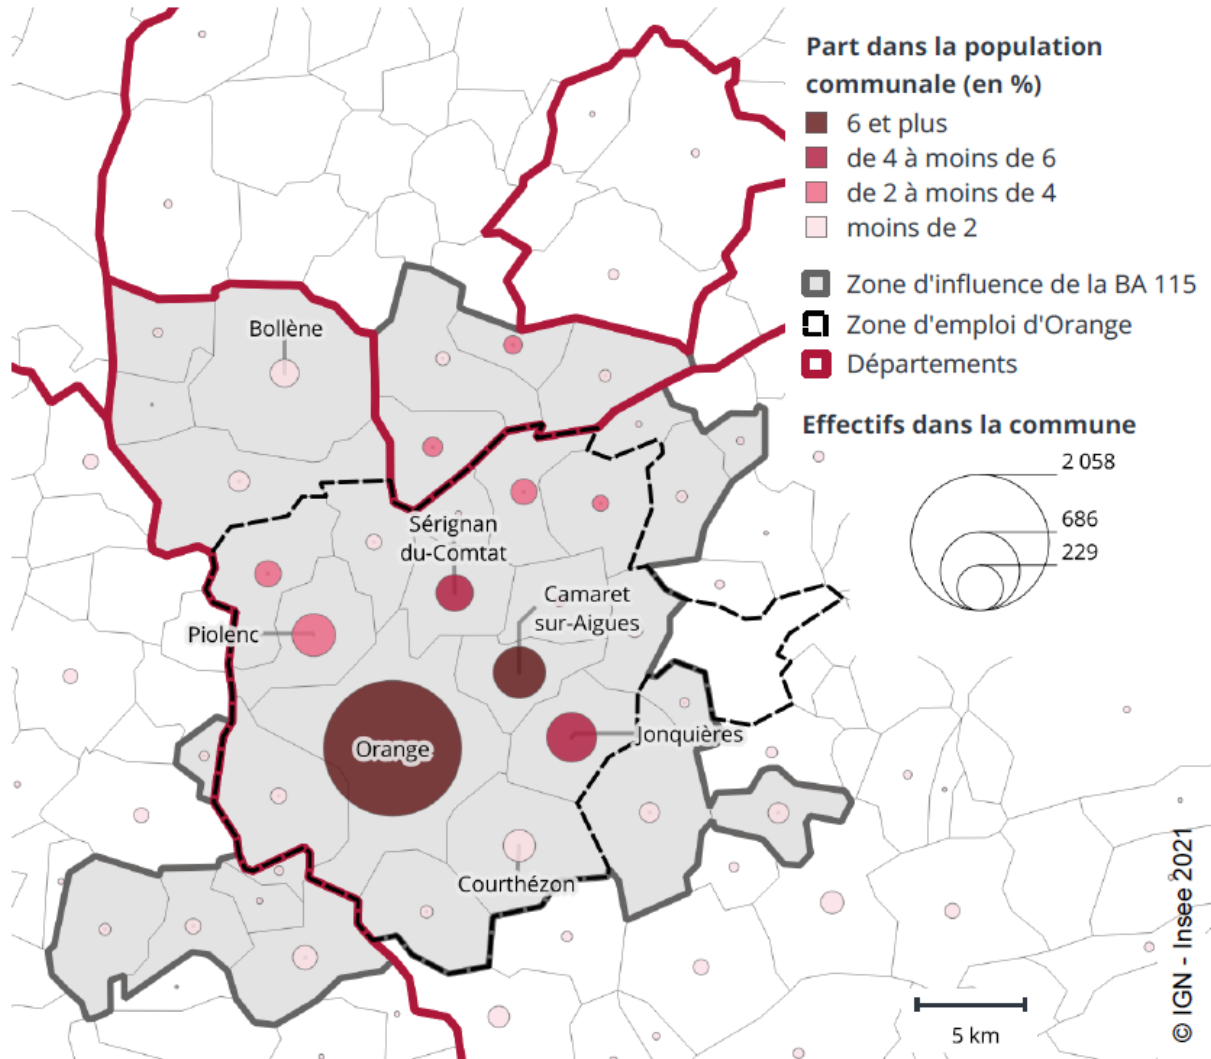 Part dans la population
communale (en %)
6 et plus
de 4 à moins de 6
de 2 à moins de 4
moins de 2
Zone d'influence de la BA 115
Zone d'emploi d'Orange
Départements
Effectifs dans la commune
2 058
686
229
Bollène
Sérignan
du-Comtat
Camaret
sur-Aigues
Piolenc
Orange
Jonquières
Courthézon
5 km
© IGN - Insee 2021